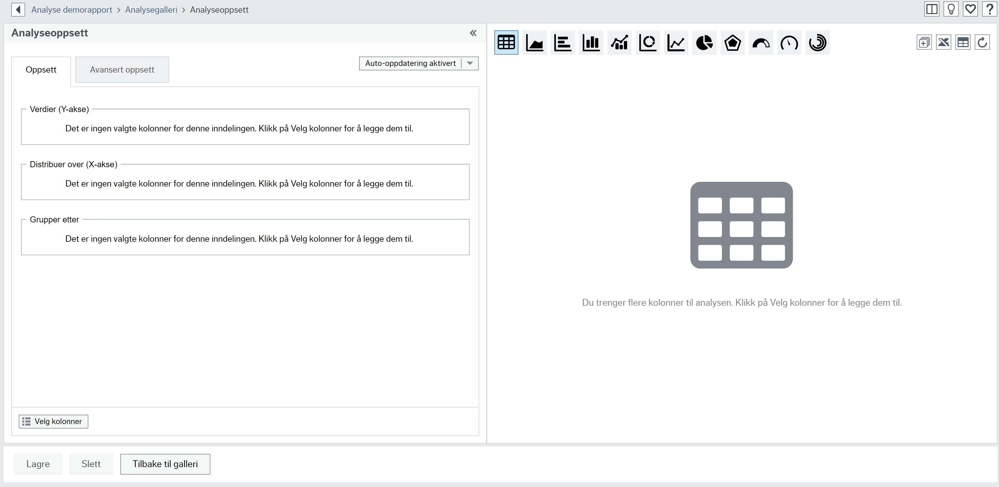 Analyse demorapport > Analysegalleri > Analyseoppsett
Analyseoppsett
Oppsett
Avansert oppsett
Auto-oppdatering aktivert
Verdier (Y-akse)
Det er ingen valgte kolonner for denne inndelingen. Klikk på Velg kolonner for å legge dem til.
Distribuer over (X-akse)
Det er ingen valgte kolonner for denne inndelingen. Klikk på Velg kolonner for å legge dem til.
Grupper etter
Det er ingen valgte kolonner for denne inndelingen. Klikk på Velg kolonner for å legge dem til.
Velg kolonner
Du trenger flere kolonner til analysen. Klikk på Velg kolonner for å legge dem til.
Lagre
Slett
Tilbake til galleri